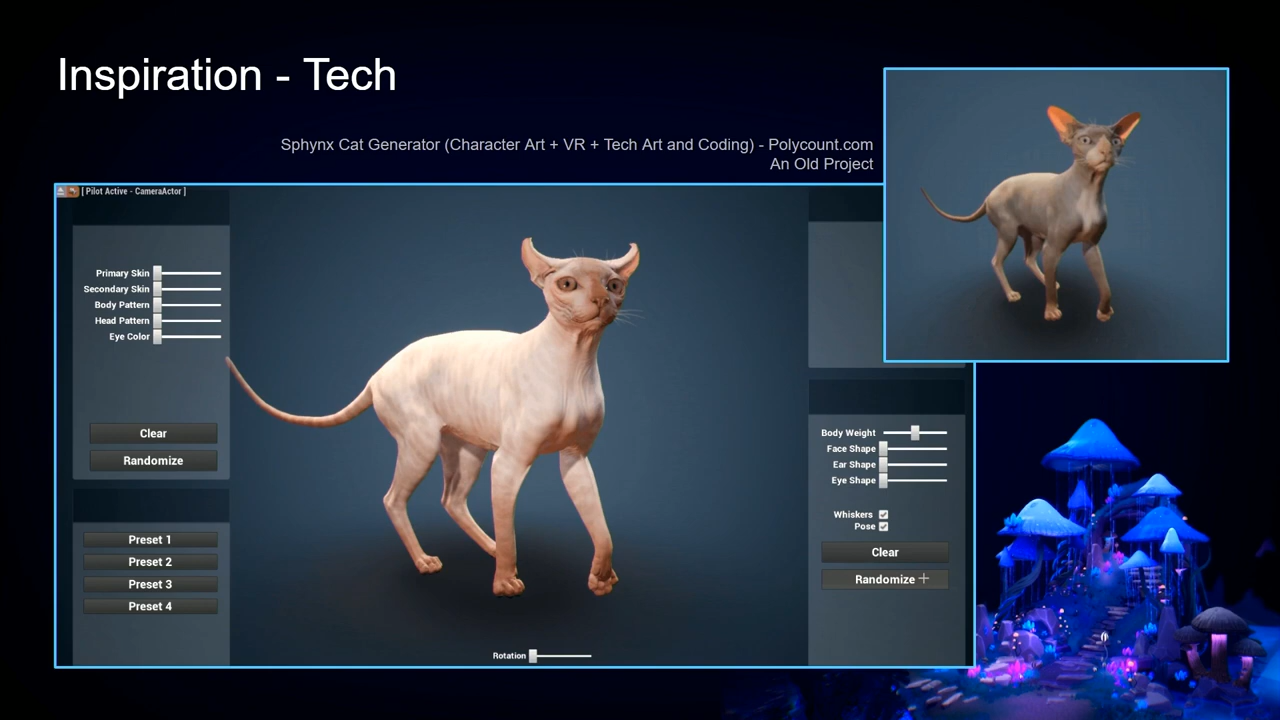 Inspiration - Tech
Sphynx Cat Generator (Character Art + VR + Tech Art and Coding) - Polycount.com
An Old Project
[ Pilot Active - CameraActor ]
Primary Skin
Secondary Skin
Body Pattern
Head Pattern
Eye Color
Clear
Randomize
Preset 1
Preset 2
Preset 3
Preset 4
Body Weight
Face Shape
Ear Shape
Eye Shape
Whiskers
Pose
Clear
Randomize
Rotation